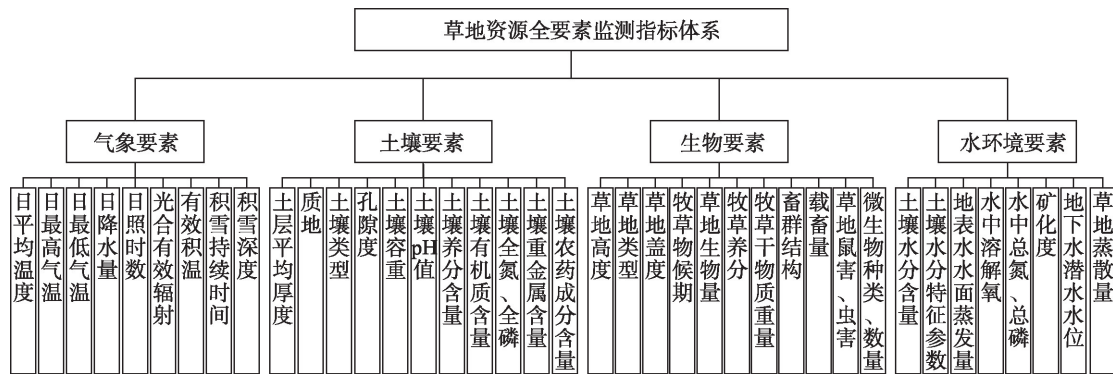 草地资源全要素监测指标体系
气象要素
土壤要素
生物要素
水环境要素
日平均温度
日最高气温
日最低气温
日降水量
日照时数
光合有效辐射
有效积温
积雪持续时间
积雪深度
土层平均厚度
质地
土壤类型
孔隙度
土壤容重
土壤pH值
土壤养分含量
土壤有机质含量
土壤全氮、全磷
土壤重金属含量
土壤农药成分含量
草地高度
草地类型
草地盖度
牧草物候期
草地生物量
牧草养分
牧草干物质重量
畜群结构
载畜量
草地鼠害、虫害
微生物种类、数量
土壤水分含量
土壤水分特征参数
地表水水面蒸发量
水中溶解氧
水中总氮、总磷
矿化度
地下水潜水水位
草地蒸散量